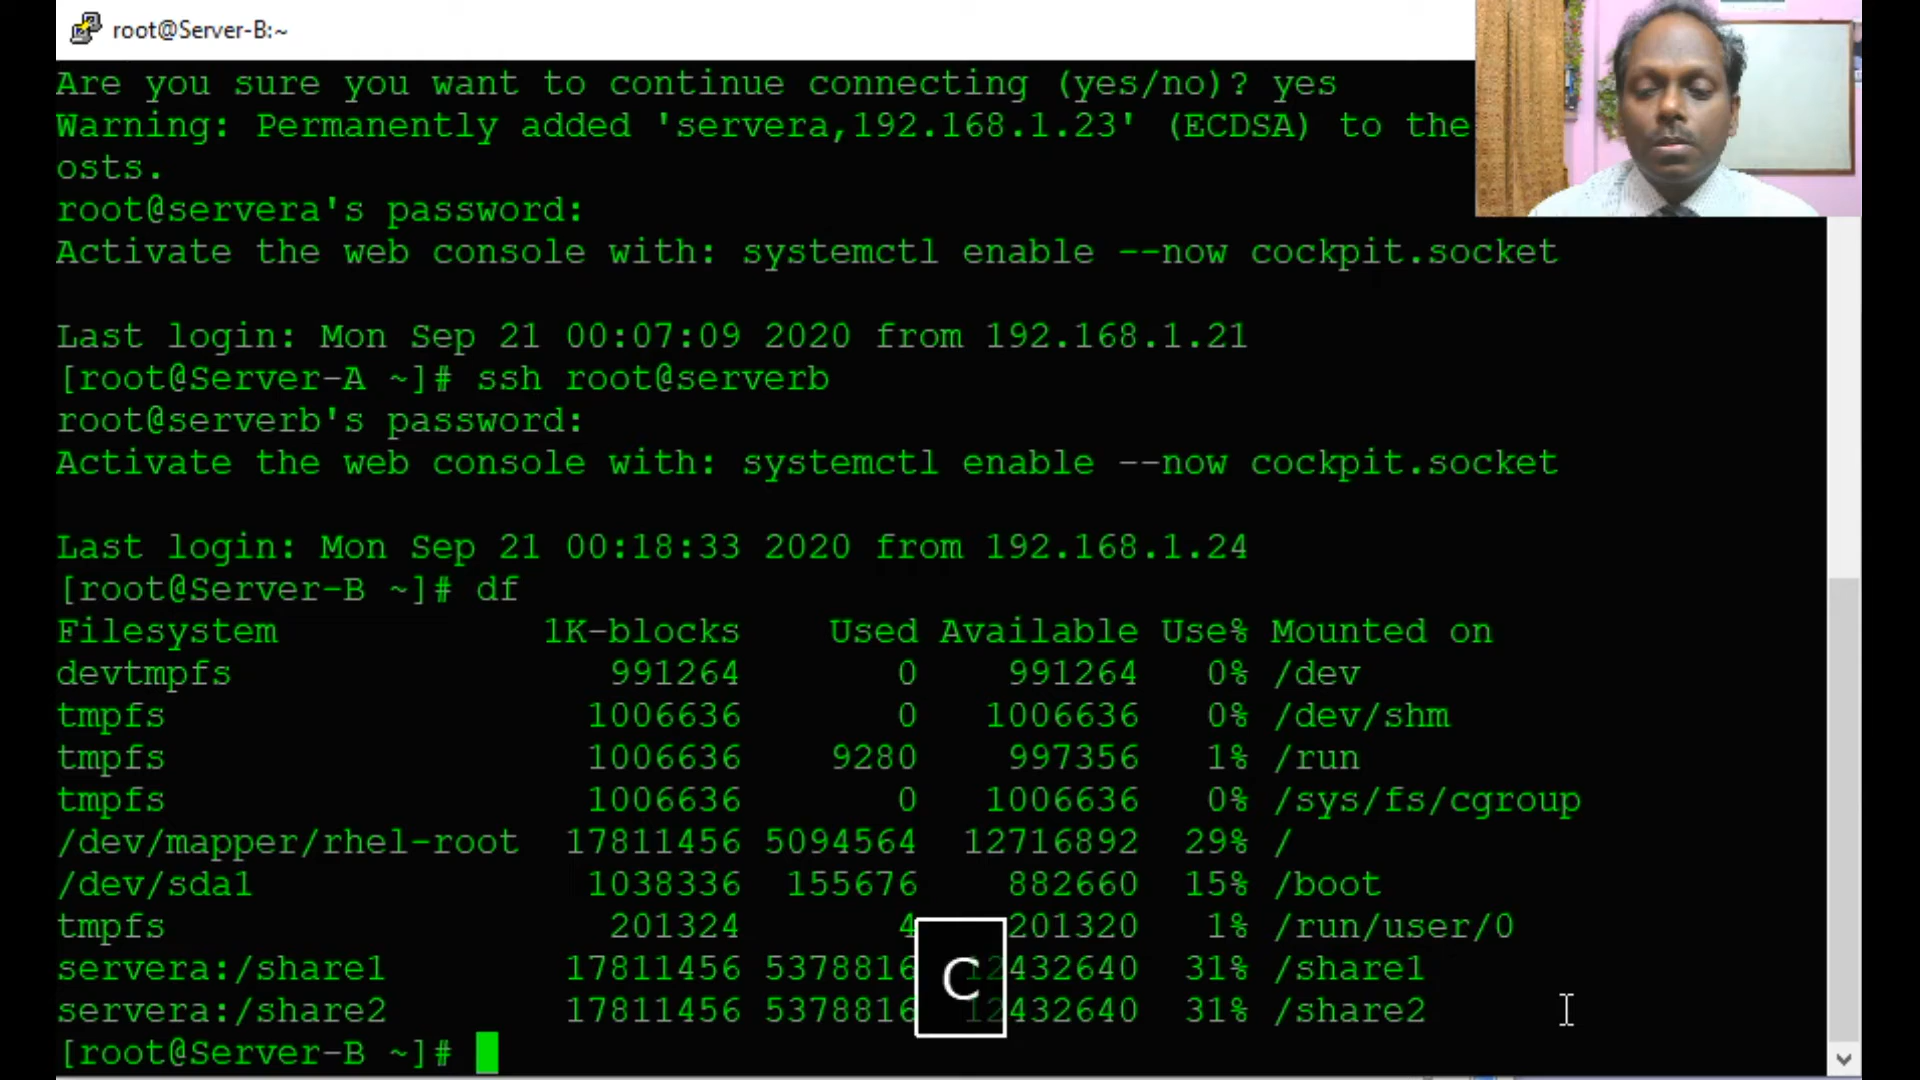 root@Server-B:~
Are you sure you want to continue connecting (yes/no)? yes
Warning: Permanently added 'servera,192.168.1.23' (ECDSA) to the
osts.
root@servera's password:
Activate the web console with: systemctl enable --now cockpit.socket
Last login: Mon Sep 21 00:07:09 2020 from 192.168.1.21
[root@Server-A ~]# ssh root@serverb
root@serverb's password:
Activate the web console with: systemctl enable --now cockpit.socket
Last login: Mon Sep 21 00:18:33 2020 from 192.168.1.24
[root@Server-B ~]# df
Filesystem 1K-blocks Used Available Use% Mounted on
devtmpfs 991264 0 991264 0% /dev
tmpfs 1006636 0 1006636 0% /dev/shm
tmpfs 1006636 9280 997356 1% /run
tmpfs 1006636 0 1006636 0% /sys/fs/cgroup
/dev/mapper/rhel-root 17811456 5094564 12716892 29% /
/dev/sda1 1038336 155676 882660 15% /boot
tmpfs 201324 4 201320 1% /run/user/0
servera:/share1 17811456 5378816 12432640 31% /share1
C
servera:/share2 17811456 5378816 12432640 31% /share2
[root@Server-B ~]#